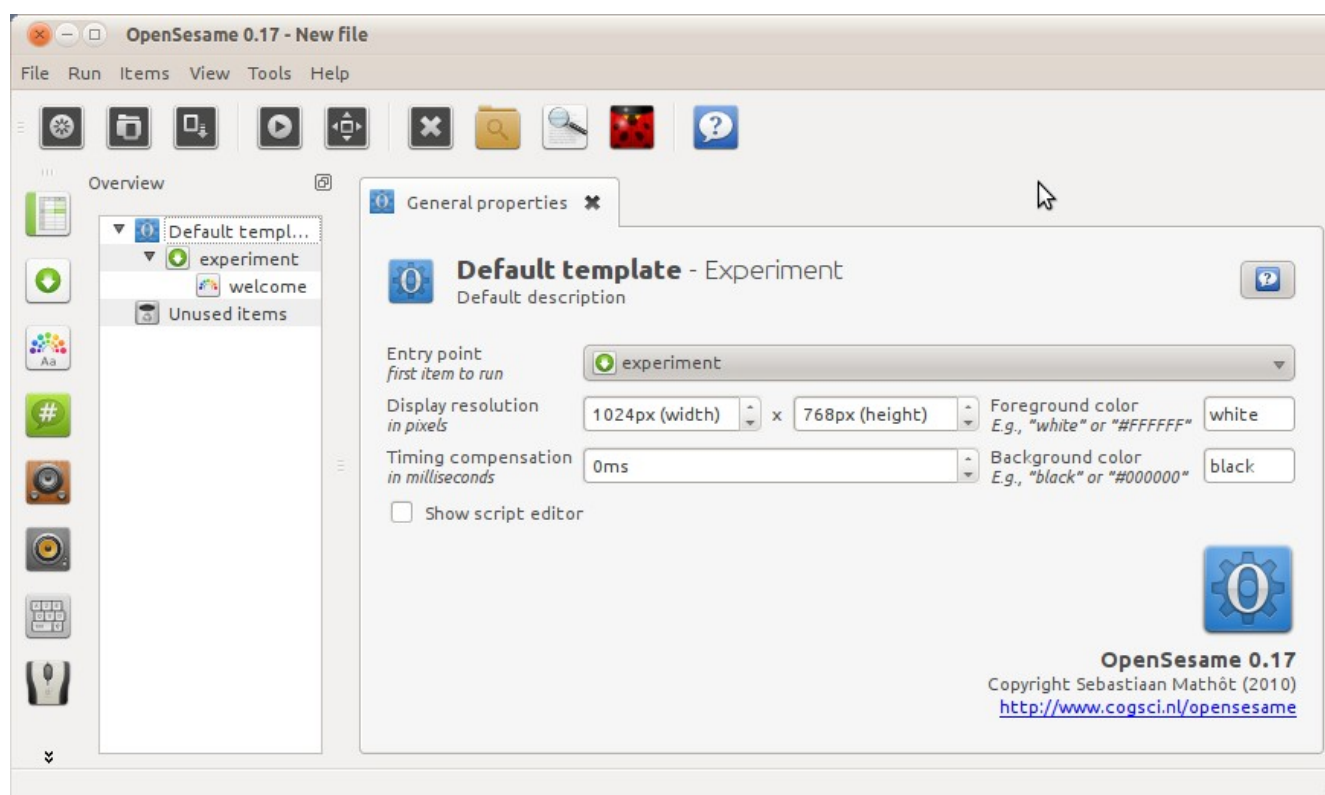 OpenSesame 0.17 - New file
File Run Items View Tools Help
Overview
Default templ...
experiment
welcome
Unused items
Aa
#
General properties
Default template - Experiment
Default description
Entry point
first item to run
experiment
Display resolution
in pixels
1024px (width) x 768px (height)
Foreground color
E.g., "white" or "#FFFFFF"
white
Timing compensation
in milliseconds
0ms
Background color
E.g., "black" or "#000000"
black
Show script editor
OpenSesame 0.17
Copyright Sebastiaan Mathôt (2010)
http://www.cogsci.nl/opensesame